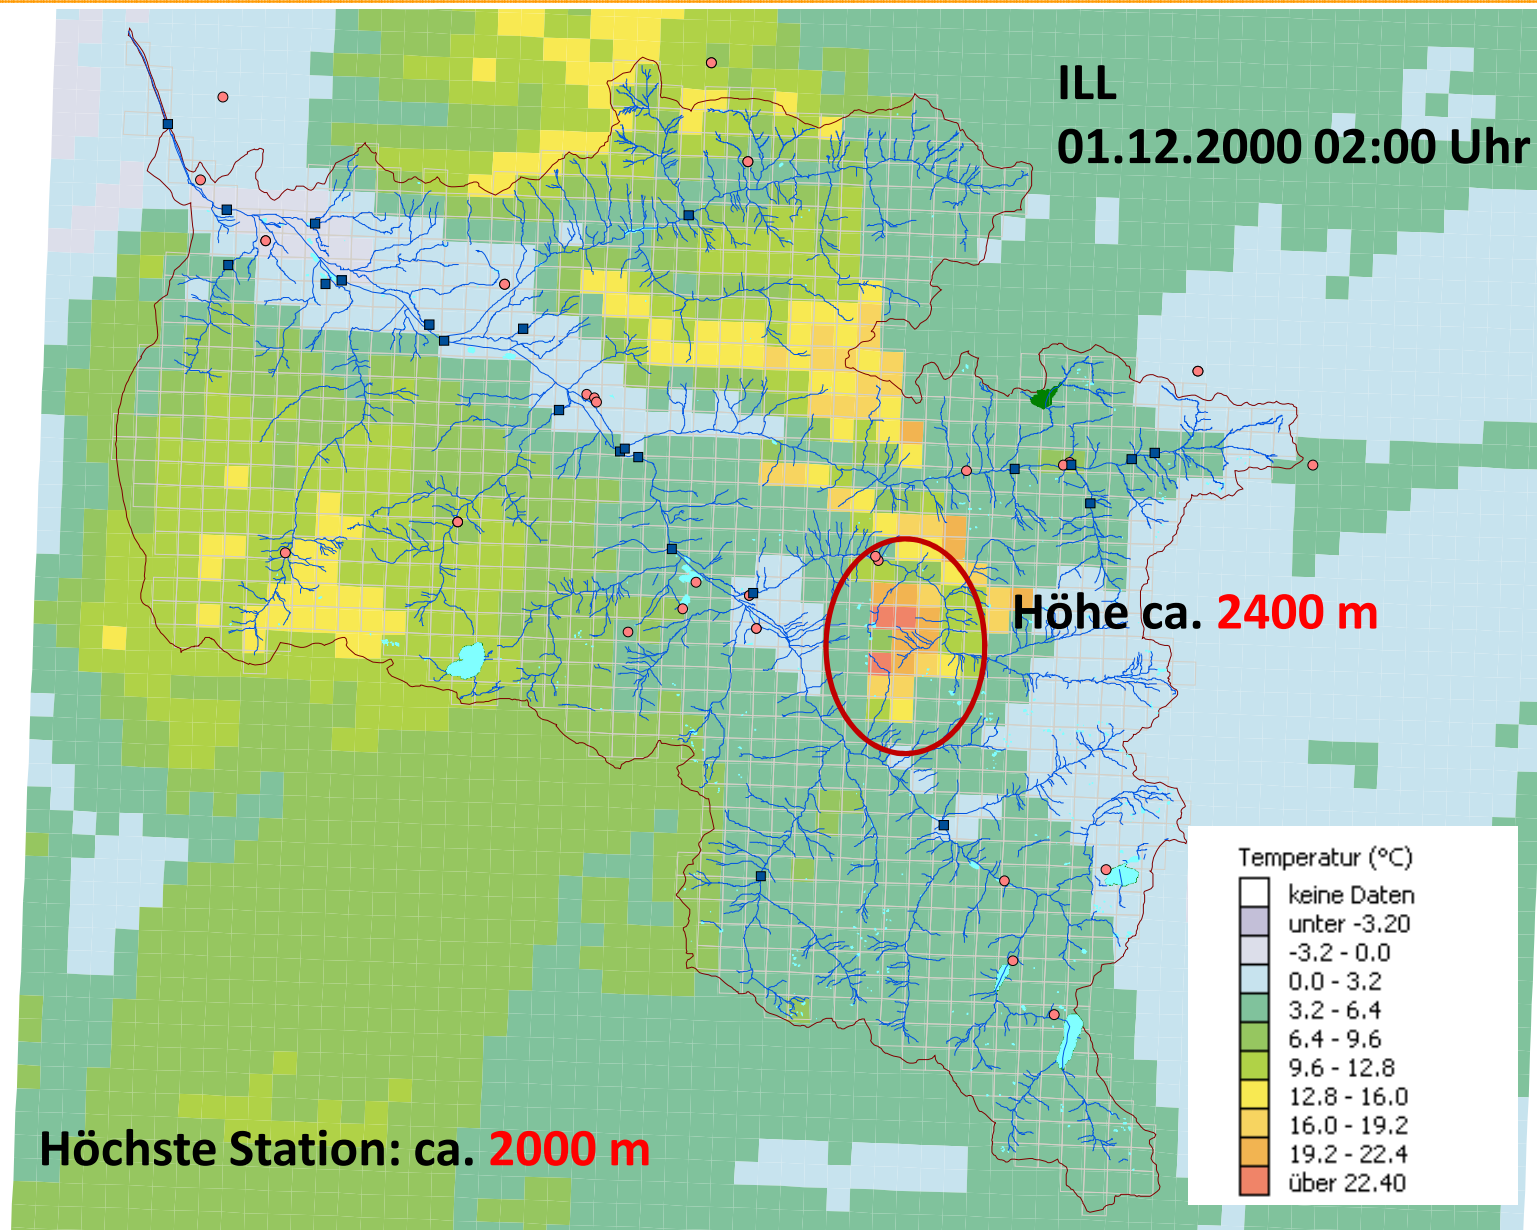 ILL
01.12.2000 02:00 Uhr
Höhe ca. 2400 m
Höchste Station: ca. 2000 m
Temperatur (°C)
keine Daten
unter -3.20
-3.2 - 0.0
0.0 - 3.2
3.2 - 6.4
6.4 - 9.6
9.6 - 12.8
12.8 - 16.0
16.0 - 19.2
19.2 - 22.4
über 22.40